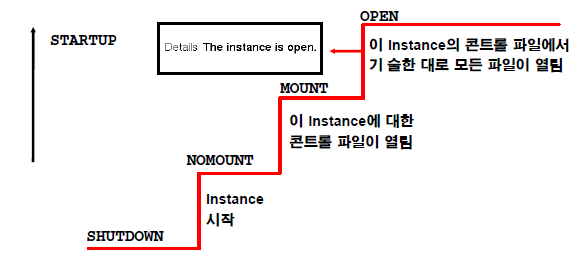 OPEN
STARTUP
Details The instance is open.
이 Instance의 콘트롤 파일에서
기 술한 대로 모든 파일이 열림
MOUNT
이 Instance에 대한
콘트롤 파일이 열림
NOMOUNT
Instance
시작
SHUTDOWN